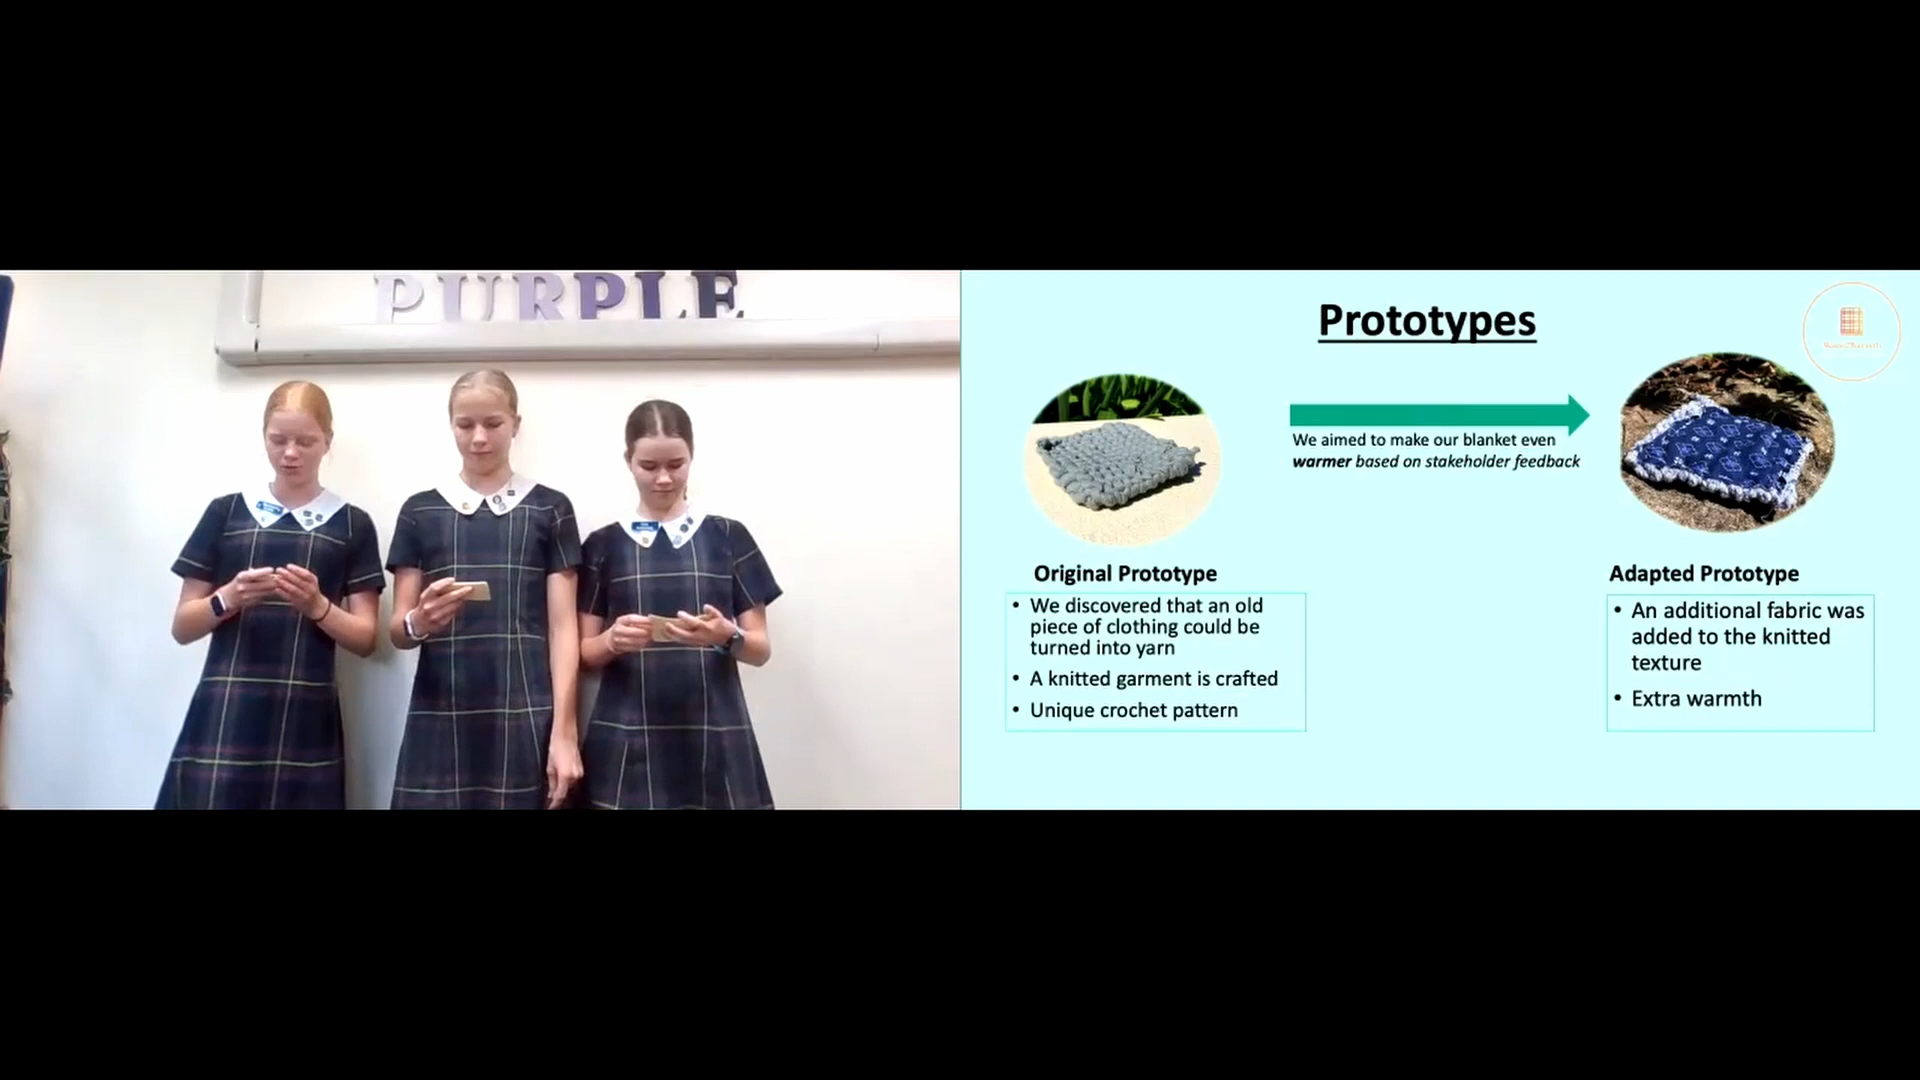 PURPLE
Prototypes
We aimed to make our blanket even
warmer based on stakeholder feedback
Original Prototype
• We discovered that an old
piece of clothing could be
turned into yarn
• A knitted garment is crafted
• Unique crochet pattern
Adapted Prototype
• An additional fabric was
added to the knitted
texture
• Extra warmth